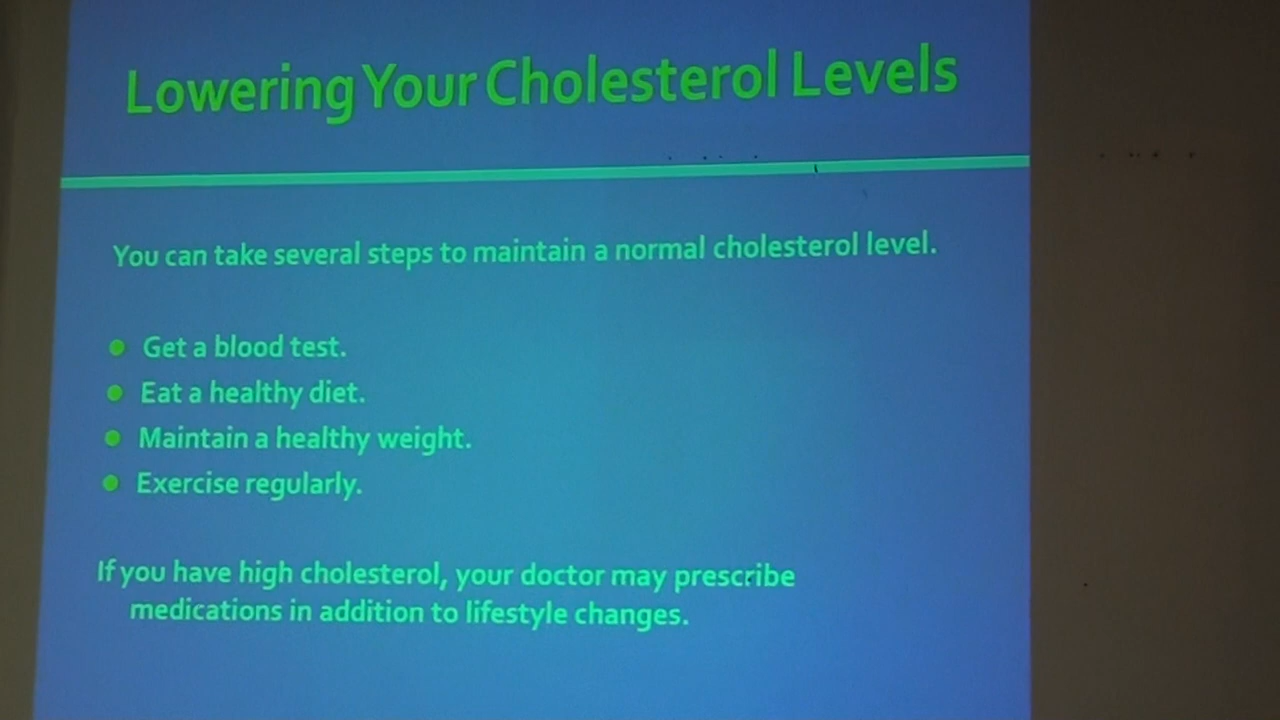 Lowering Your Cholesterol Levels
You can take several steps to maintain a normal cholesterol level.
Get a blood test.
Eat a healthy diet.
Maintain a healthy weight.
Exercise regularly.
If you have high cholesterol, your doctor may prescribe
medications in addition to lifestyle changes.